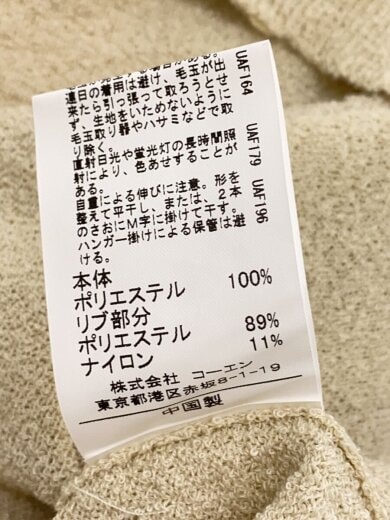 連日の着用は避け、毛玉が出
来たら引っ張って取ろうとせ
ず、生地をいためないように
毛玉取り器やハサミなどで取
り除く。
UAF164
直射日光や蛍光灯の長時間照
射により、色あせすることが
ある。
UAF179
自重による伸びに注意。形を
整えて平干し、または、2本
のさおにM字に掛けて干す。
ハンガー掛けによる保管は避
ける。
UAF196
本体
ポリエステル 100%
リブ部分
ポリエステル 89%
ナイロン 11%
株式会社 コーエン
東京都港区赤坂8-1-19
中国製